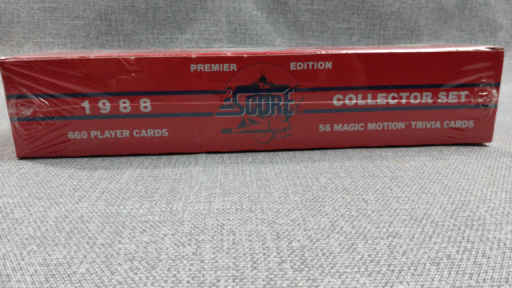 PREMIER EDITION
1988 SCORE COLLECTOR SET
660 PLAYER CARDS 56 MAGIC MOTION TRIVIA CARDS